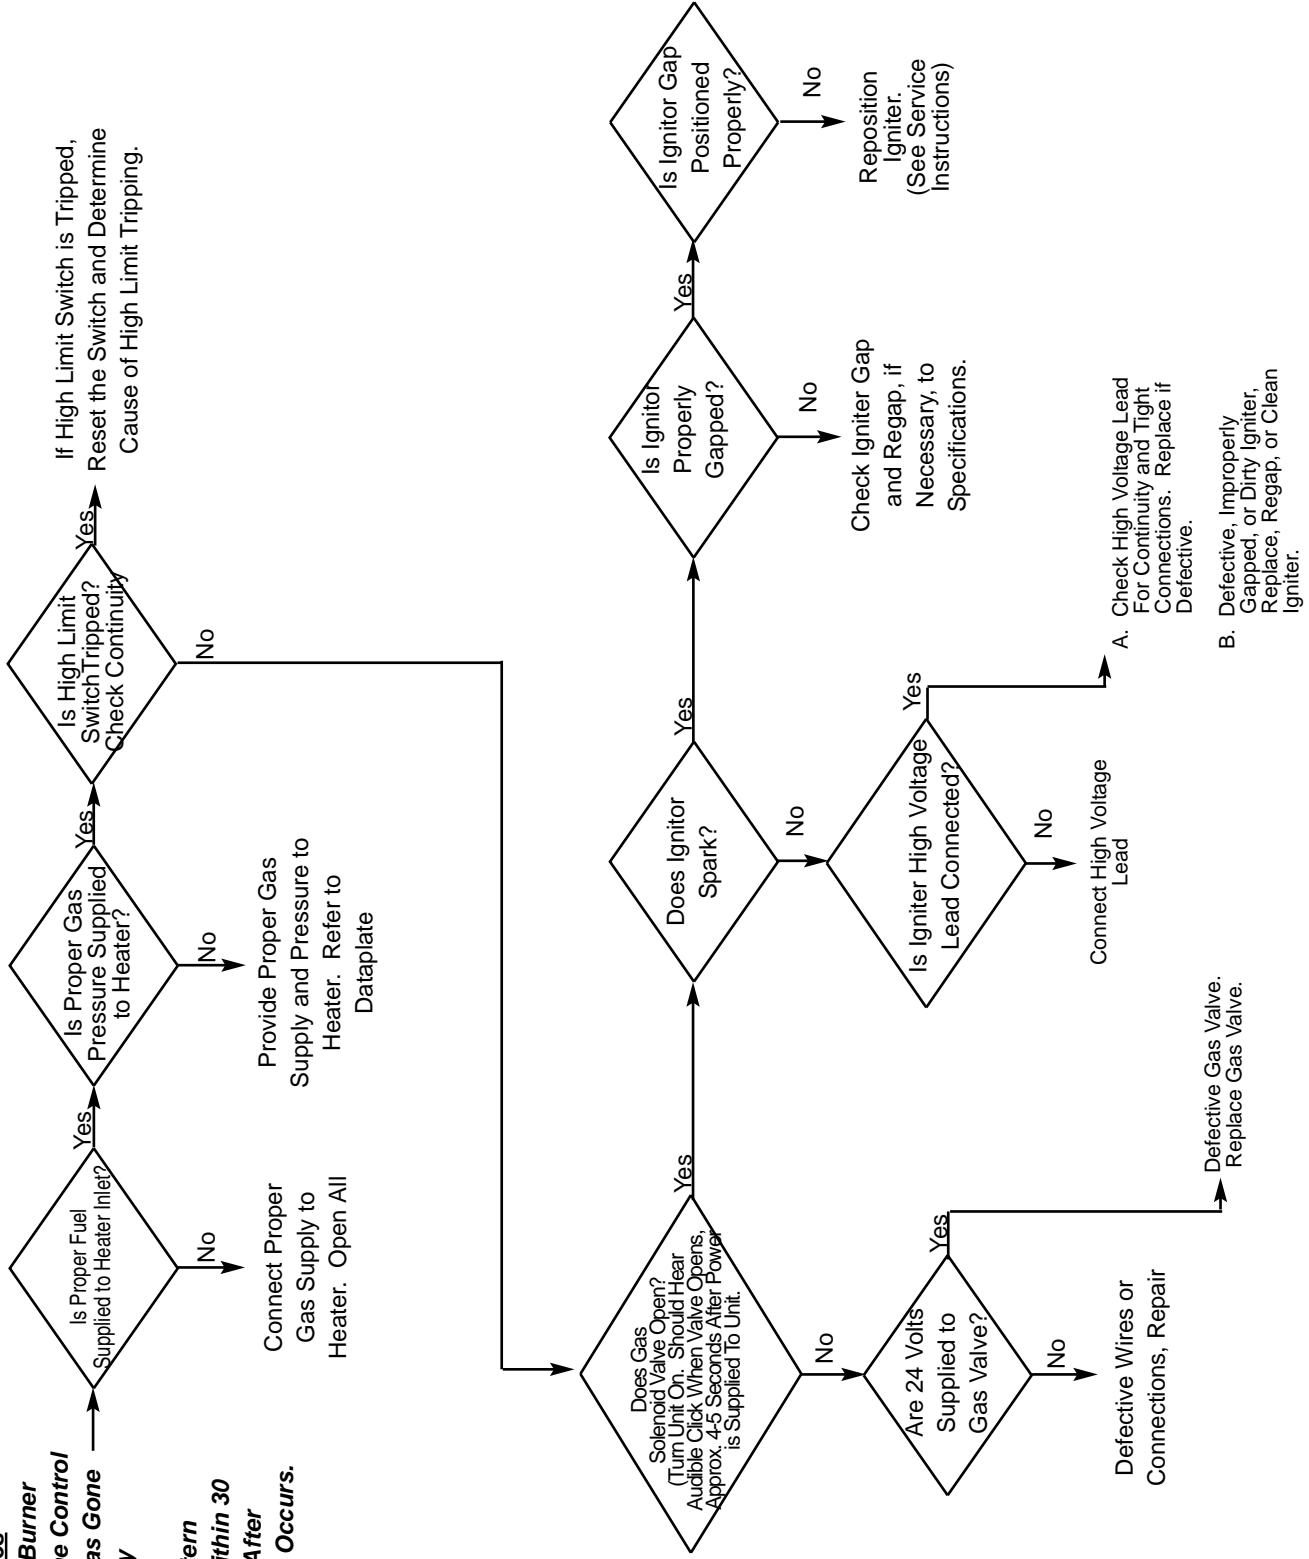 Burner
e Control
as Gone
ithin 30
After
Occurs.
Is Proper Fuel
Supplied to Heater Inlet?
Yes
No
Connect Proper
Gas Supply to
Heater. Open All
Is Proper Gas
Pressure Supplied
to Heater?
Yes
No
Provide Proper Gas
Supply and Pressure to
Heater. Refer to
Dataplate
Is High Limit
Switch Tripped?
Check Continuity
Yes
No
If High Limit Switch is Tripped,
Reset the Switch and Determine
Cause of High Limit Tripping.
Does Gas
Solenoid Valve Open?
(Turn Unit On. Should Hear
Audible Click When Valve Opens,
Approx. 4-5 Seconds After Power
is Supplied To Unit.
Yes
No
Are 24 Volts
Supplied to
Gas Valve?
Yes
No
Defective Wires or
Connections, Repair
Defective Gas Valve.
Replace Gas Valve.
Does Ignitor
Spark?
Yes
No
Is Igniter High Voltage
Lead Connected?
Yes
No
Connect High Voltage
Lead
A. Check High Voltage Lead
For Continuity and Tight
Connections. Replace if
Defective.
B. Defective, Improperly
Gapped, or Dirty Igniter,
Replace, Regap, or Clean
Igniter.
Is Ignitor
Properly
Gapped?
Yes
No
Check Igniter Gap
and Regap, if
Necessary, to
Specifications.
Is Ignitor Gap
Positioned
Properly?
No
Reposition
Igniter.
(See Service
Instructions)